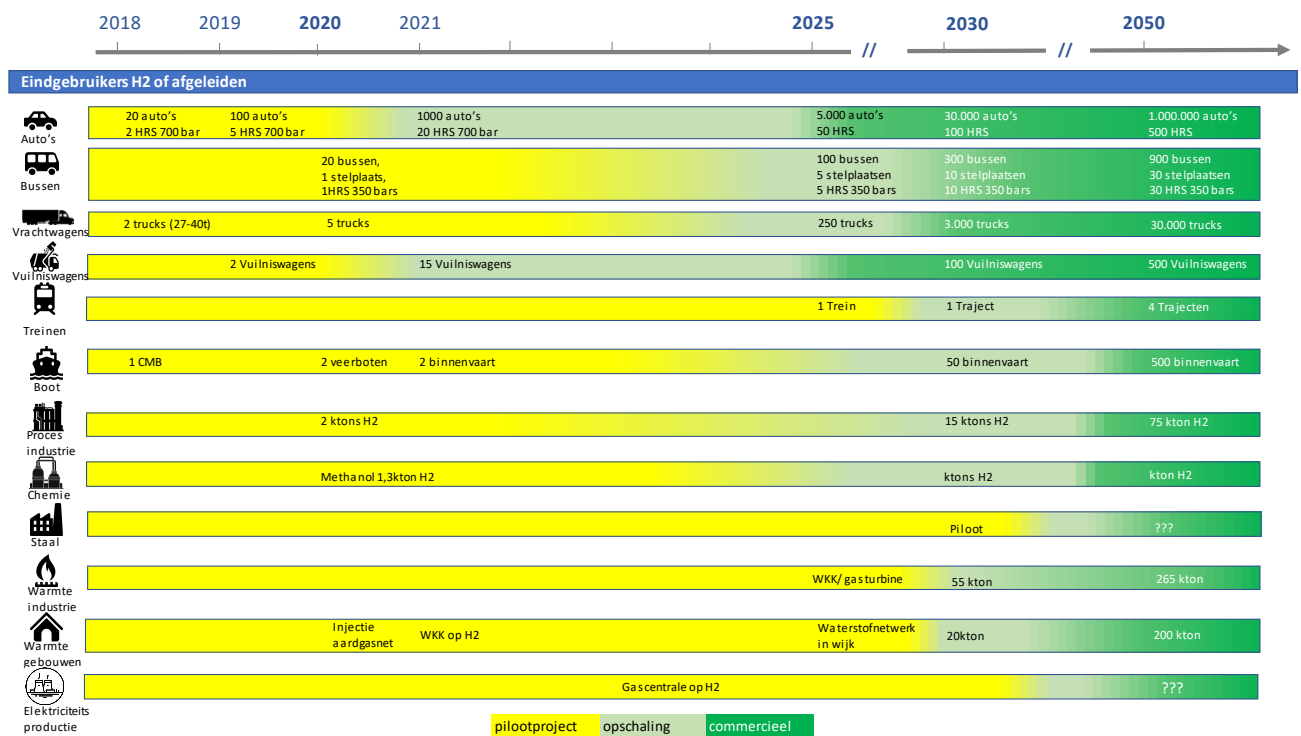 2018 2019 2020 2021 2025 // 2030 // 2050
Eindgebruikers H2 of afgeleiden
Auto's
20 auto's 100 auto's 1000 auto's 5.000 auto's 30.000 auto's 1.000.000 auto's
2 HRS 700 bar 5 HRS 700 bar 20 HRS 700 bar 50 HRS 100 HRS 500 HRS
Bussen
20 bussen, 100 bussen 300 bussen 900 bussen
1 stelplaats, 5 stelplaatsen 10 stelplaatsen 30 stelplaatsen
1HRS 350 bars 5 HRS 350 bars 10 HRS 350 bars 30 HRS 350 bars
Vrachtwagens
2 trucks (27-40t) 5 trucks 250 trucks 3.000 trucks 30.000 trucks
Vuilniswagens
2 Vuilniswagens 15 Vuilniswagens 100 Vuilniswagens 500 Vuilniswagens
Treinen
1 Trein 1 Traject 4 Trajecten
Boot
1 CMB 2 veerboten 2 binnenvaart 50 binnenvaart 500 binnenvaart
Proces
industrie
2 ktons H2 15 ktons H2 75 kton H2
Chemie
Methanol 1,3kton H2 ktons H2 kton H2
Staal
Piloot ???
Warmte
industrie
WKK/ gasturbine 55 kton 265 kton
Warmte
gebouwen
Injectie
aardgasnet
WKK op H2
Waterstofnetwerk
in wijk
20kton 200 kton
Elektriciteits
productie
Gascentrale op H2 ???
pilootproject opschaling commercieel